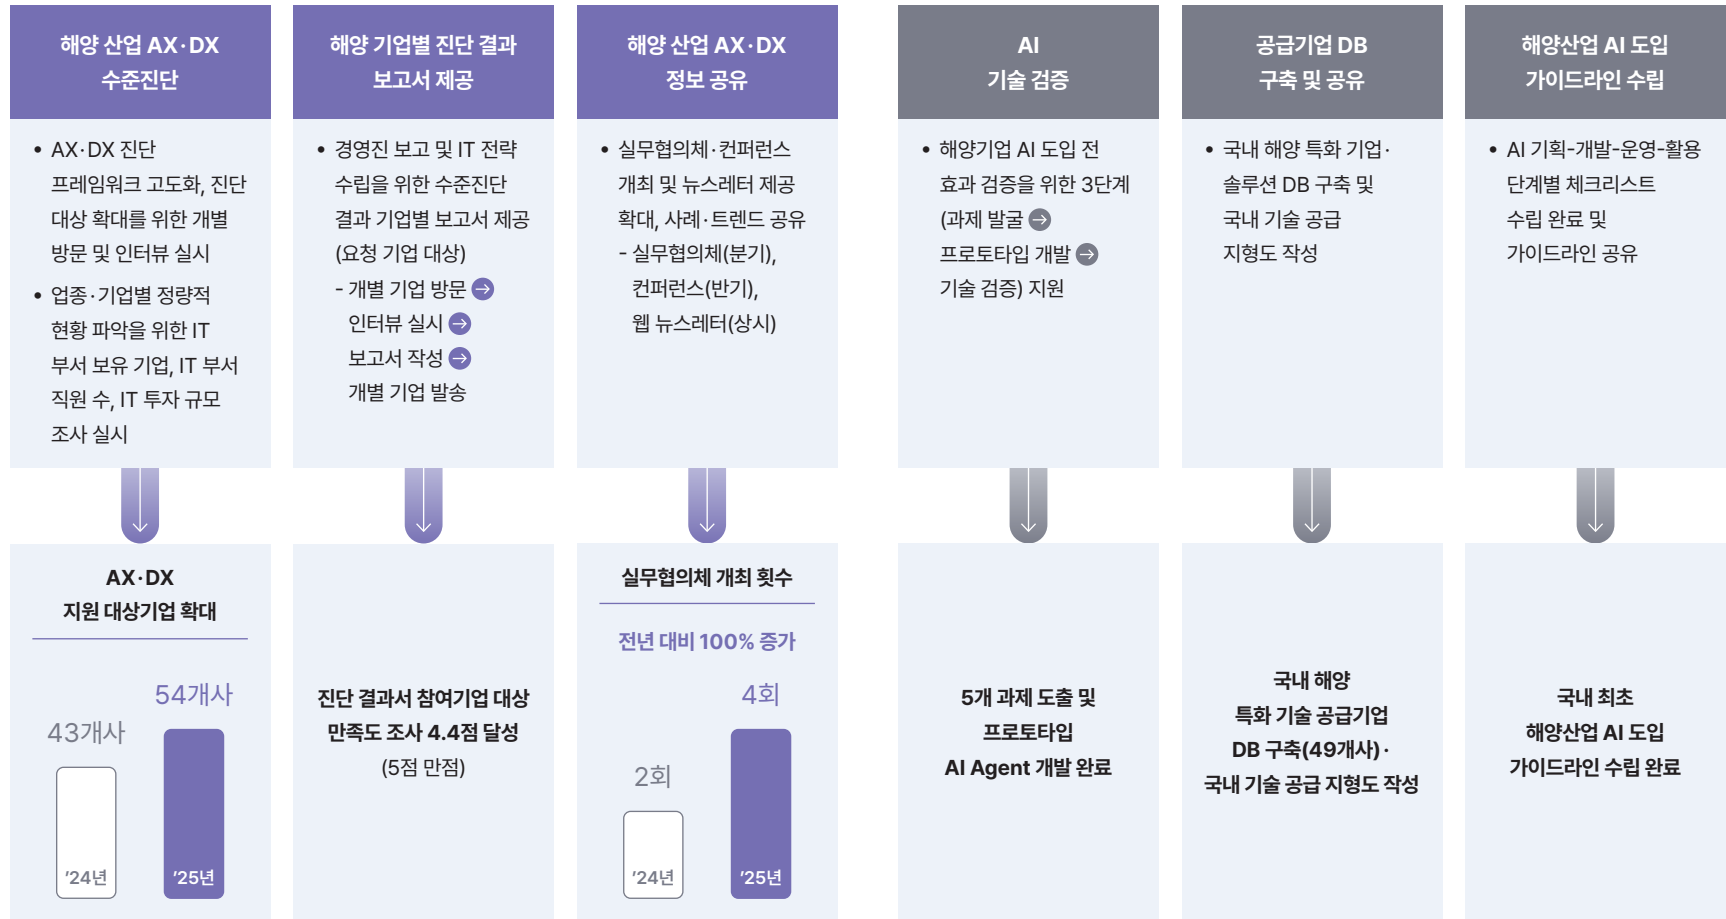 해양 산업 AX·DX
수준진단
• AX·DX 진단
프레임워크 고도화, 진단
대상 확대를 위한 개별
방문 및 인터뷰 실시
• 업종·기업별 정량적
현황 파악을 위한 IT
부서 보유 기업, IT 부서
직원 수, IT 투자 규모
조사 실시
AX·DX
지원 대상기업 확대
43개사
54개사
’24년
’25년
해양 기업별 진단 결과
보고서 제공
• 경영진 보고 및 IT 전략
수립을 위한 수준진단
결과 기업별 보고서 제공
(요청 기업 대상)
- 개별 기업 방문 →
인터뷰 실시 →
보고서 작성 →
개별 기업 발송
진단 결과서 참여기업 대상
만족도 조사 4.4점 달성
(5점 만점)
해양 산업 AX·DX
정보 공유
• 실무협의체·컨퍼런스
개최 및 뉴스레터 제공
확대, 사례·트렌드 공유
- 실무협의체(분기),
컨퍼런스(반기),
웹 뉴스레터(상시)
실무협의체 개최 횟수
전년 대비 100% 증가
2회
4회
’24년
’25년
AI
기술 검증
• 해양기업 AI 도입 전
효과 검증을 위한 3단계
(과제 발굴 →
프로토타입 개발 →
기술 검증) 지원
5개 과제 도출 및
프로토타입
AI Agent 개발 완료
공급기업 DB
구축 및 공유
• 국내 해양 특화 기업·
솔루션 DB 구축 및
국내 기술 공급
지형도 작성
국내 해양
특화 기술 공급기업
DB 구축(49개사)·
국내 기술 공급 지형도 작성
해양산업 AI 도입
가이드라인 수립
• AI 기획-개발-운영-활용
단계별 체크리스트
수립 완료 및
가이드라인 공유
국내 최초
해양산업 AI 도입
가이드라인 수립 완료